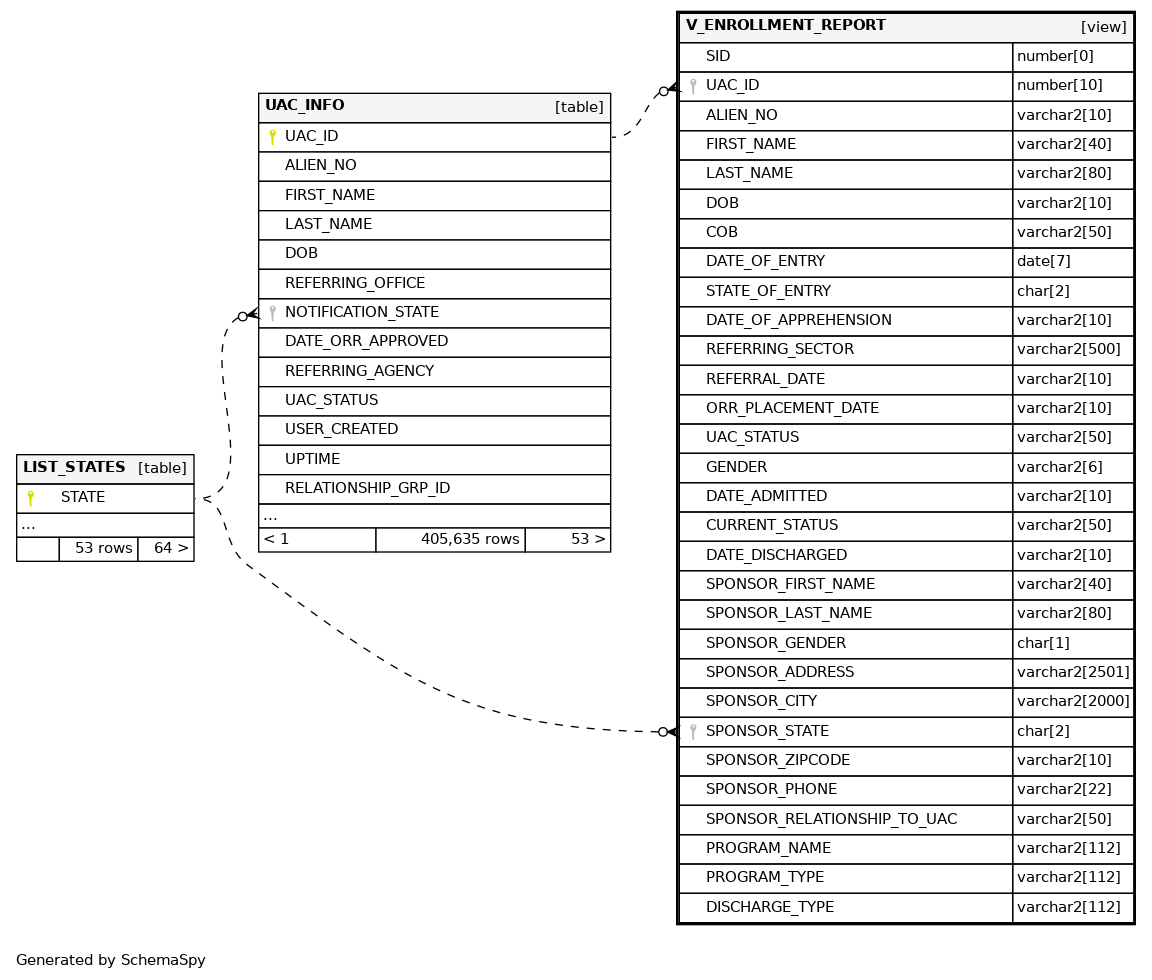 V_ENROLLMENT_REPORT [view]
SID number[0]
UAC_ID number[10]
ALIEN_NO varchar2[10]
FIRST_NAME varchar2[40]
LAST_NAME varchar2[80]
DOB varchar2[10]
COB varchar2[50]
DATE_OF_ENTRY date[7]
STATE_OF_ENTRY char[2]
DATE_OF_APPREHENSION varchar2[10]
REFERRING_SECTOR varchar2[500]
REFERRAL_DATE varchar2[10]
ORR_PLACEMENT_DATE varchar2[10]
UAC_STATUS varchar2[50]
GENDER varchar2[6]
DATE_ADMITTED varchar2[10]
CURRENT_STATUS varchar2[50]
DATE_DISCHARGED varchar2[10]
SPONSOR_FIRST_NAME varchar2[40]
SPONSOR_LAST_NAME varchar2[80]
SPONSOR_GENDER char[1]
SPONSOR_ADDRESS varchar2[2501]
SPONSOR_CITY varchar2[2000]
SPONSOR_STATE char[2]
SPONSOR_ZIPCODE varchar2[10]
SPONSOR_PHONE varchar2[22]
SPONSOR_RELATIONSHIP_TO_UAC varchar2[50]
PROGRAM_NAME varchar2[112]
PROGRAM_TYPE varchar2[112]
DISCHARGE_TYPE varchar2[112]
UAC_INFO [table]
UAC_ID
ALIEN_NO
FIRST_NAME
LAST_NAME
DOB
REFERRING_OFFICE
NOTIFICATION_STATE
DATE_ORR_APPROVED
REFERRING_AGENCY
UAC_STATUS
USER_CREATED
UPTIME
RELATIONSHIP_GRP_ID
...
< 1 405,635 rows 53 >
LIST_STATES [table]
STATE
...
53 rows 64 >
Generated by SchemaSpy